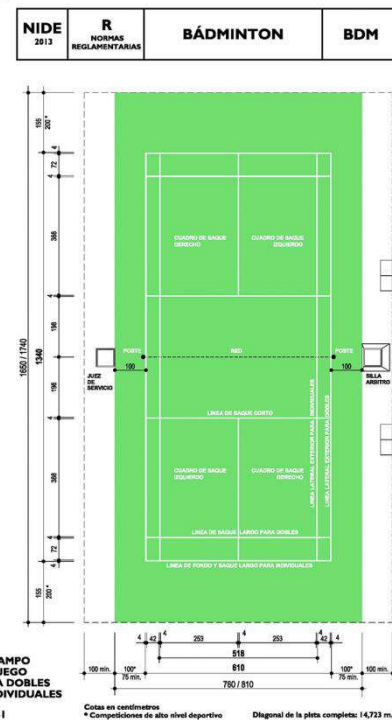 NIDE
2013
R
NORMAS
REGLAMENTARIAS
BÁDMINTON
BDM
155
200*
4
72
4
388
4
198
1340
1650 / 1740
198
4
388
4
72
4
155
200*
CUADRO DE SAQUE
DERECHO
CUADRO DE SAQUE
IZQUIERDO
POSTE
RED
POSTE
100
100
JUEZ
DE
SERVICIO
SILLA
ARBITRO
LINEA DE SAQUE CORTO
LINEA LATERAL EXTERIOR PARA INDIVIDUALES
LINEA LATERAL EXTERIOR PARA DOBLES
CUADRO DE SAQUE
IZQUIERDO
CUADRO DE SAQUE
DERECHO
LINEA DE SAQUE LARGO PARA DOBLES
LINEA DE FONDO Y SAQUE LARGO PARA INDIVIDUALES
4 42 4 253 4 253 4 42 4
518
100 min. 100* 610 100* 100 min.
75 min. 75 min.
760 / 810
AMPO
UEGO
A DOBLES
DIVIDUALES
Cotas en centímetros
* Competiciones de alto nivel deportivo
Diagonal de la pista completa: 14,723 m